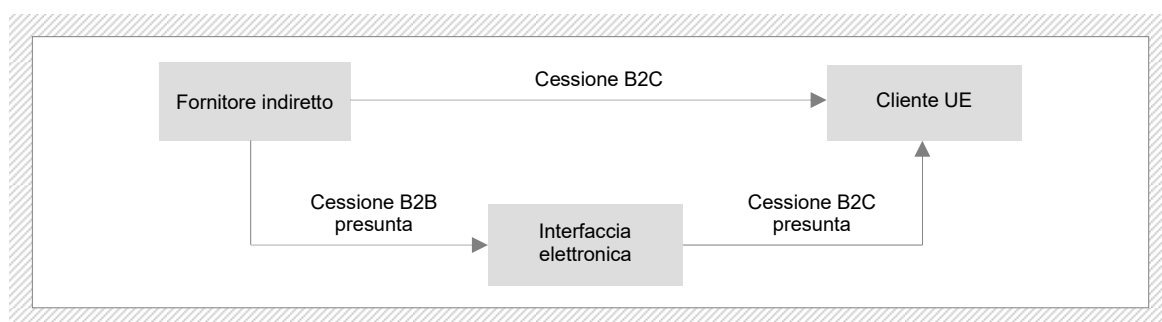 Cessione B2C
Fornitore indiretto
Cliente UE
Cessione B2B
presunta
Cessione B2C
presunta
Interfaccia
elettronica